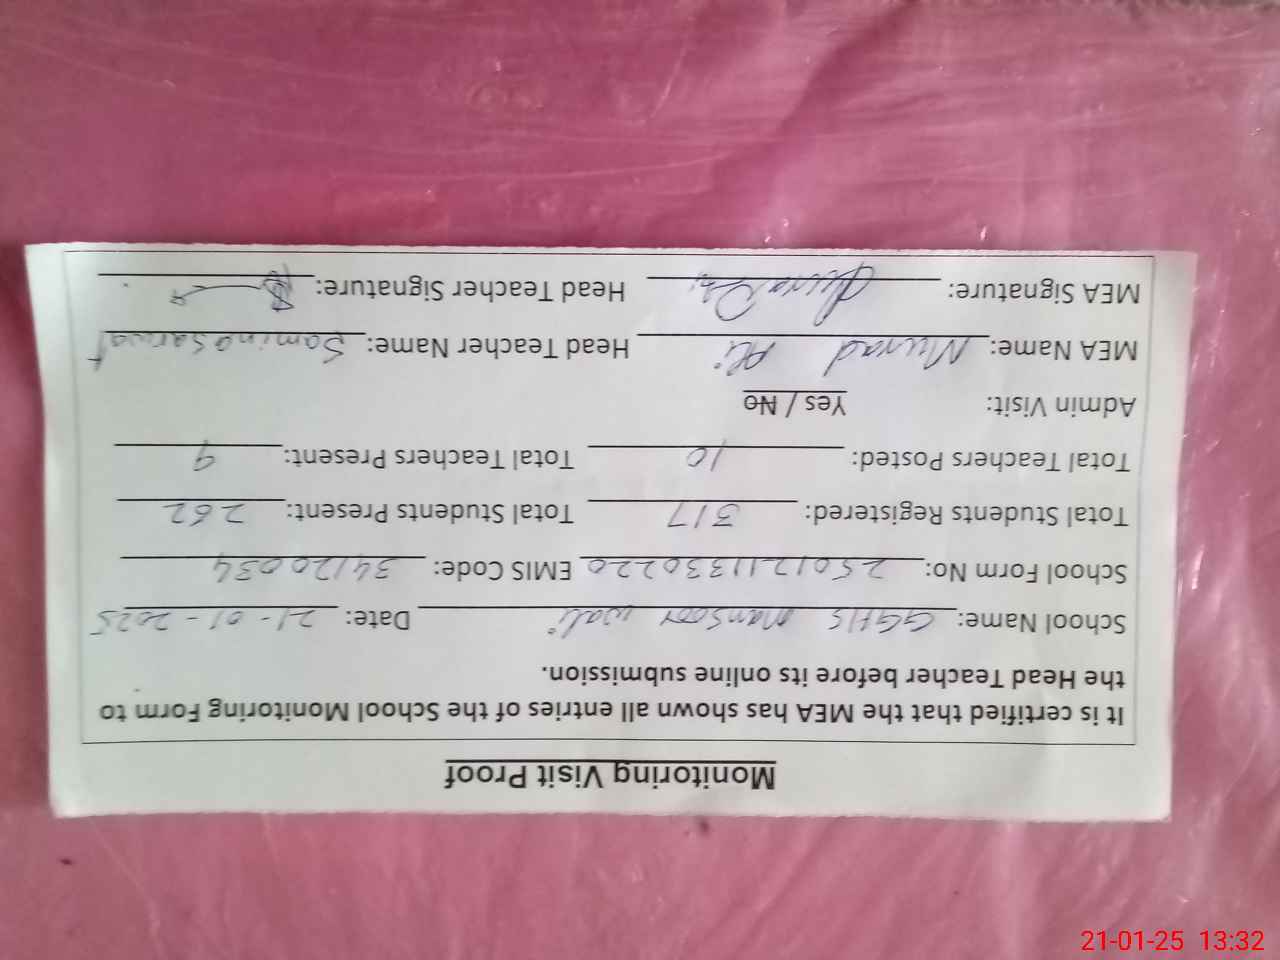 Monitoring Visit Proof
It is certified that the MEA has shown all entries of the School Monitoring Form to
the Head Teacher before its online submission.
School Name: GGHS Mansoor Wali Date: 21-01-2025
School Form No: 2501211330220 EMIS Code: 34120034
Total Students Registered: 317 Total Students Present: 262
Total Teachers Posted: 10 Total Teachers Present: 9
Admin Visit: Yes / No
MEA Name: Murad Ali Head Teacher Name: Samina Sarwat
MEA Signature: Head Teacher Signature:
21-01-25 13:32